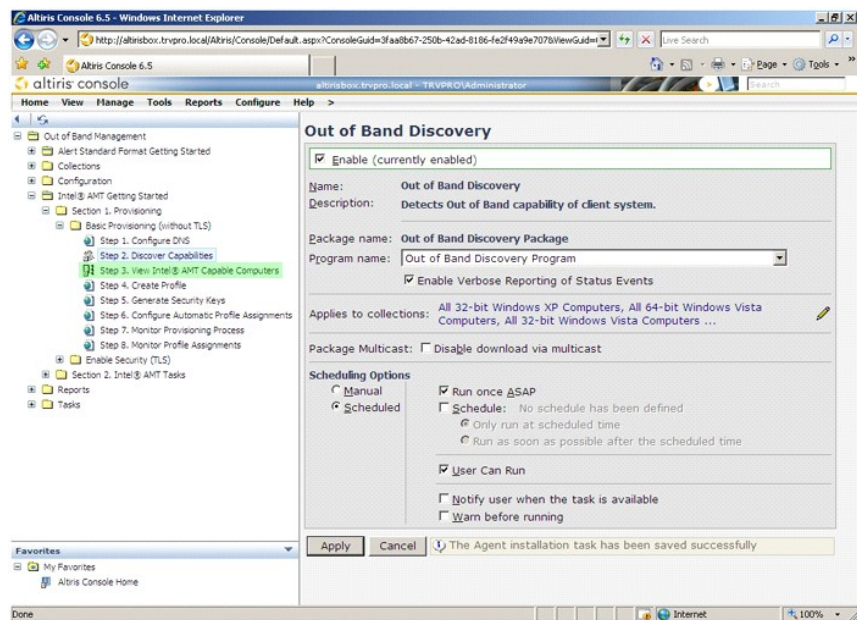 Altiris Console 6.5 - Windows Internet Explorer
http://altirisbox.trvpro.local/Altiris/Console/Default.aspx?ConsoleGuid=3faa8b67-250b-42ad-8186-fe2f49a9e707&ViewGuid=
Live Search
Altiris Console 6.5
Page
Tools
altiris console
altirisbox.trvpro.local - TRVPRO\Administrator
Search
Home View Manage Tools Reports Configure Help >
Out of Band Management
Alert Standard Format Getting Started
Collections
Configuration
Intel® AMT Getting Started
Section 1. Provisioning
Basic Provisioning (without TLS)
Step 1. Configure DNS
Step 2. Discover Capabilities
Step 3. View Intel® AMT Capable Computers
Step 4. Create Profile
Step 5. Generate Security Keys
Step 6. Configure Automatic Profile Assignments
Step 7. Monitor Provisioning Process
Step 8. Monitor Profile Assignments
Enable Security (TLS)
Section 2. Intel® AMT Tasks
Reports
Tasks
Favorites
My Favorites
Altiris Console Home
Out of Band Discovery
Enable (currently enabled)
Name: Out of Band Discovery
Description: Detects Out of Band capability of client system.
Package name: Out of Band Discovery Package
Program name: Out of Band Discovery Program
Enable Verbose Reporting of Status Events
Applies to collections: All 32-bit Windows XP Computers, All 64-bit Windows Vista
Computers, All 32-bit Windows Vista Computers ...
Package Multicast: Disable download via multicast
Scheduling Options
Manual
Scheduled
Run once ASAP
Schedule: No schedule has been defined
Only run at scheduled time
Run as soon as possible after the scheduled time
User Can Run
Notify user when the task is available
Warn before running
Apply Cancel The Agent installation task has been saved successfully
Done
Internet
100%